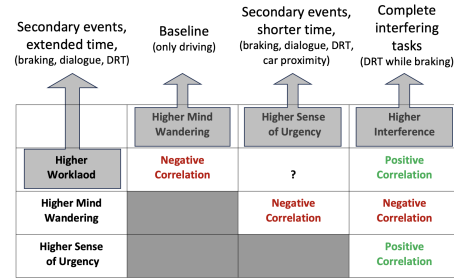 Secondary events,
extended time,
(braking, dialogue, DRT)
Baseline
(only driving)
Secondary events,
shorter time,
(braking, dialogue, DRT,
car proximity)
Complete
interfering
tasks
(DRT while braking)
Higher Mind
Wandering
Higher Sense
of Urgency
Higher
Interference
Higher
Worklaod
Negative
Correlation
?
Positive
Correlation
Higher Mind
Wandering
Negative
Correlation
Negative
Correlation
Higher Sense
of Urgency
Positive
Correlation